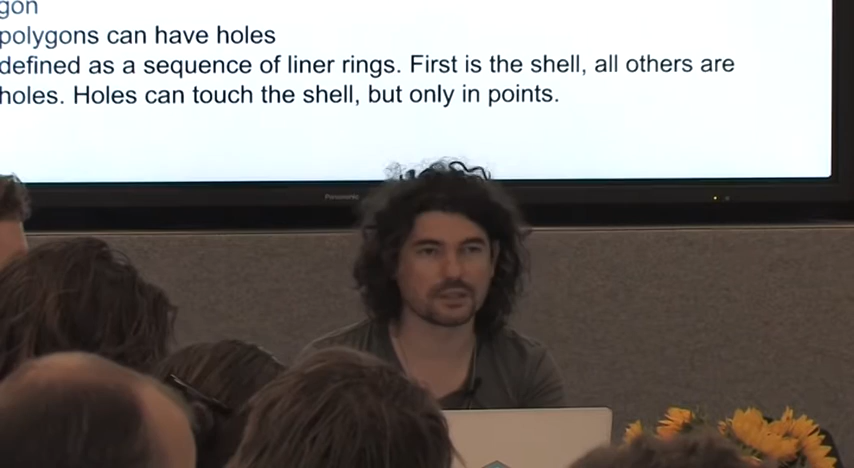 gon
polygons can have holes
defined as a sequence of liner rings. First is the shell, all others are
holes. Holes can touch the shell, but only in points.
Panasonic